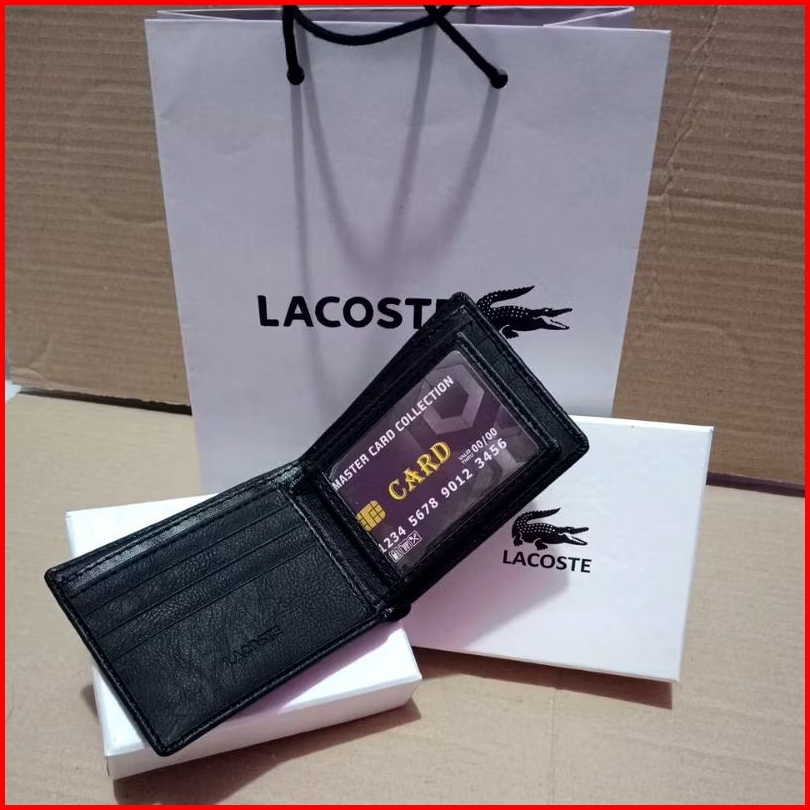 LACOSTE
MASTER CARD COLLECTION
CARD
VALID THRU 00/00
1234 5678 9012 3456
LACOSTE
LACOSTE